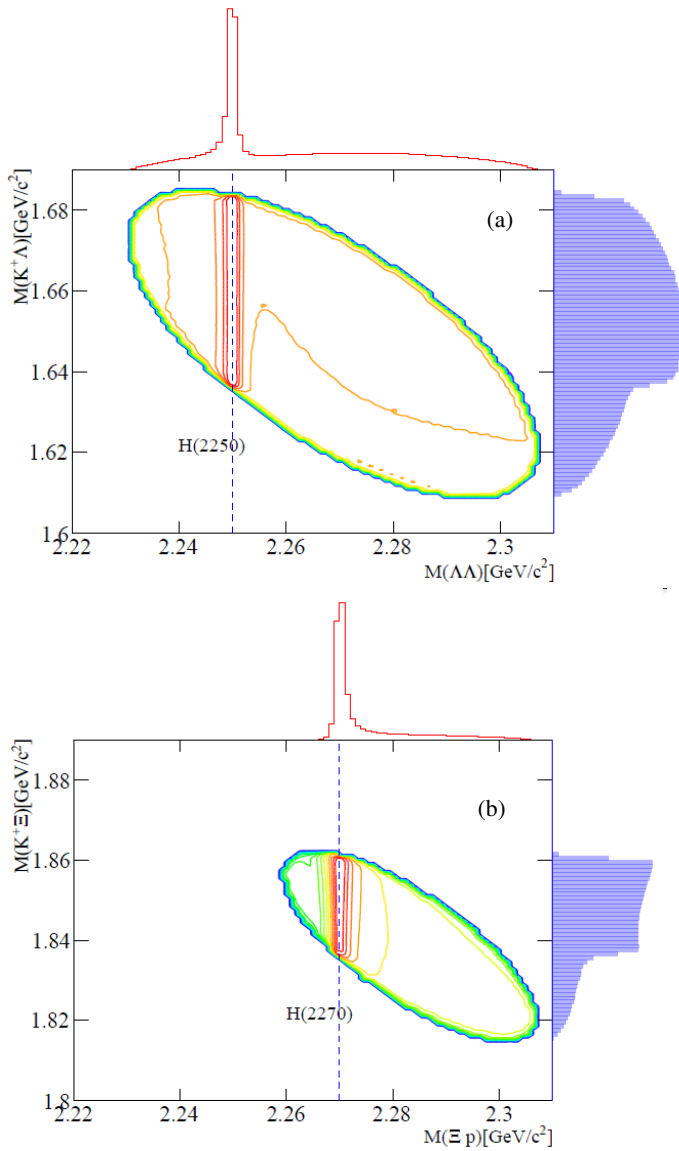 M(K⁺Λ)[GeV/c²]
1.68
1.66
1.64
1.62
1.6
(a)
H(2250)
2.22 2.24 2.26 2.28 2.3
M(ΛΛ)[GeV/c²]
M(K⁺Ξ)[GeV/c²]
1.88
1.86
1.84
1.82
1.8
(b)
H(2270)
2.22 2.24 2.26 2.28 2.3
M(Ξ p)[GeV/c²]